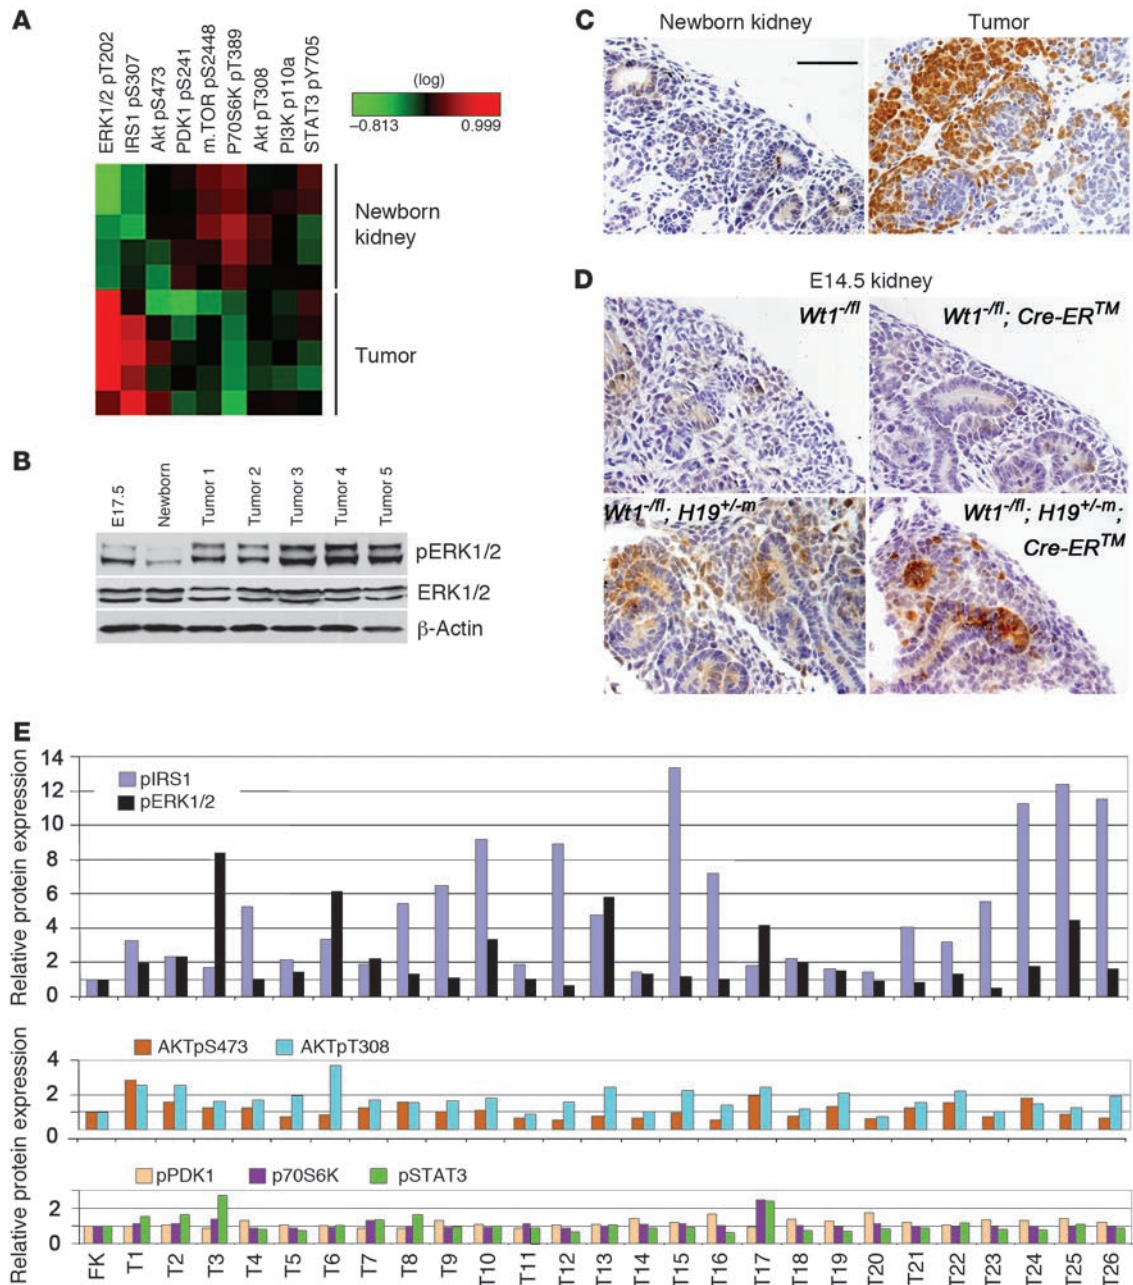 A
ERK1/2 pT202
IRS1 pS307
Akt pS473
PDK1 pS241
m.TOR pS2448
P70S6K pT389
Akt pT308
PI3K p110a
STAT3 pY705
(log)
−0.813 0.999
Newborn
kidney
Tumor
B
E17.5
Newborn
Tumor 1
Tumor 2
Tumor 3
Tumor 4
Tumor 5
pERK1/2
ERK1/2
β-Actin
C
Newborn kidney Tumor
D
E14.5 kidney
Wt1-/fl
Wt1-/fl; Cre-ERTM
Wt1-/fl; H19+/-m
Wt1-/fl; H19+/-m;
Cre-ERTM
E
Relative protein expression
14
12
10
8
6
4
2
0
pIRS1
pERK1/2
Relative protein expression
4
2
0
AKTpS473 AKTpT308
2
0
pPDK1 p70S6K pSTAT3
FK T1 T2 T3 T4 T5 T6 T7 T8 T9 T10 T11 T12 T13 T14 T15 T16 T17 T18 T19 T20 T21 T22 T23 T24 T25 T26